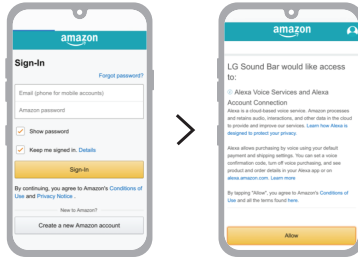 amazon
Sign-In
Forgot password?
Email (phone for mobile accounts)
Amazon password
Show password
Keep me signed in. Details
Sign-In
By continuing, you agree to Amazon's Conditions of
Use and Privacy Notice .
New to Amazon?
Create a new Amazon account
amazon
LG Sound Bar would like access
to:
Alexa Voice Services and Alexa
Account Connection
Alexa is a cloud-based voice service. Amazon processes
and retains audio, interactions, and other data in the cloud
to provide and improve our services. Learn how Alexa is
designed to protect your privacy.
Alexa allows purchasing by voice using your default
payment and shipping settings. You can set a voice
confirmation code, turn off voice purchasing, and see
product and order details in your Alexa app or on
alexa.amazon.com. Learn more
By tapping "Allow", you agree to Amazon's Conditions of
Use and all the terms found here.
Allow